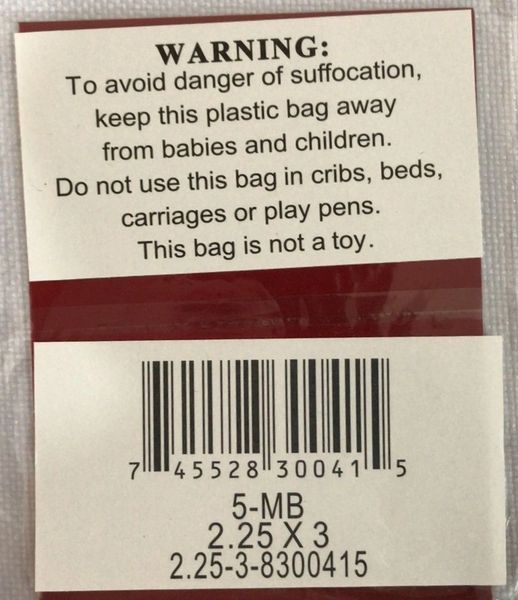 WARNING:
To avoid danger of suffocation,
keep this plastic bag away
from babies and children.
Do not use this bag in cribs, beds,
carriages or play pens.
This bag is not a toy.
7 45528 30041 5
5-MB
2.25 X 3
2.25-3-8300415